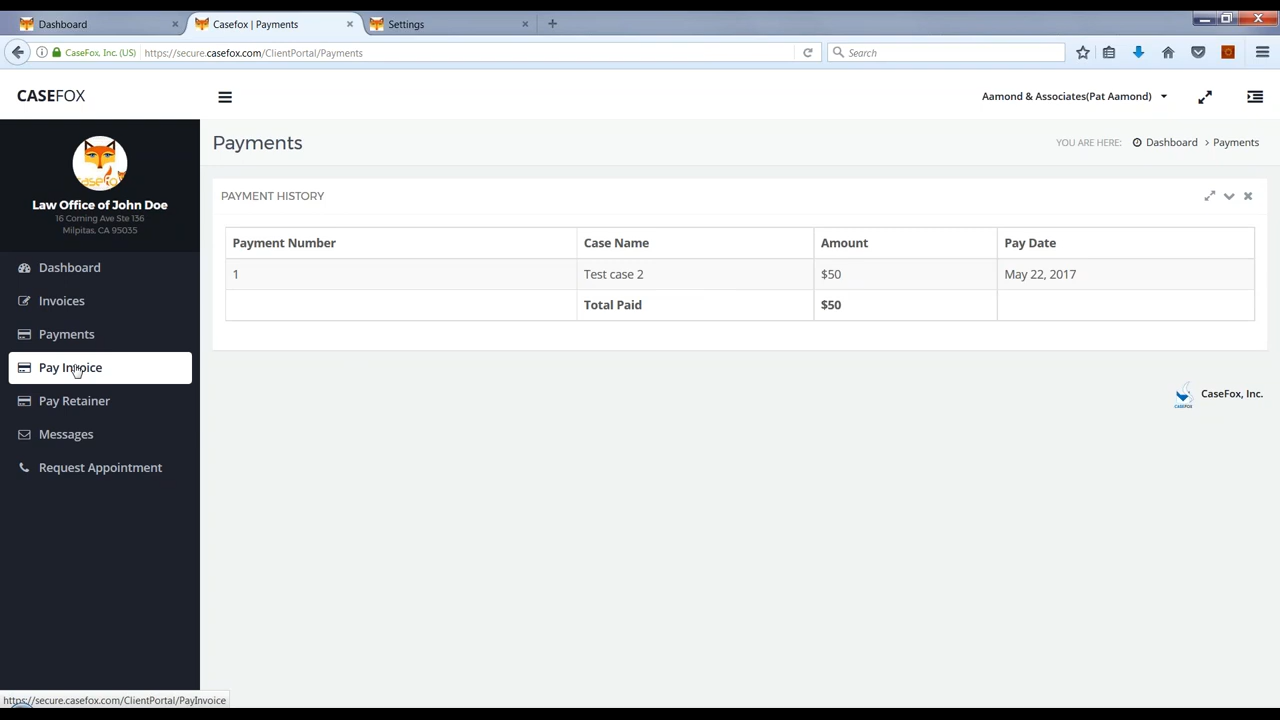 Dashboard
Casefox | Payments
Settings
CaseFox, Inc. (US)
https://secure.casefox.com/ClientPortal/Payments
Search
CASEFOX
Aamond & Associates(Pat Aamond)
casefox
Law Office of John Doe
16 Corning Ave Ste 136
Milpitas, CA 95035
Dashboard
Invoices
Payments
Pay Invoice
Pay Retainer
Messages
Request Appointment
Payments
YOU ARE HERE: Dashboard > Payments
PAYMENT HISTORY
Payment Number Case Name Amount Pay Date
1 Test case 2 $50 May 22, 2017
Total Paid $50
CASEFOX
CaseFox, Inc.
https://secure.casefox.com/ClientPortal/PayInvoice